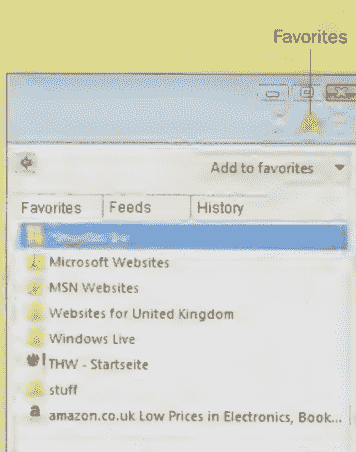 Favorites
Add to favorites
Favorites
Feeds
History
Microsoft Websites
MSN Websites
Websites for United Kingdom
Windows Live
THW - Startseite
stuff
amazon.co.uk Low Prices in Electronics, Book...